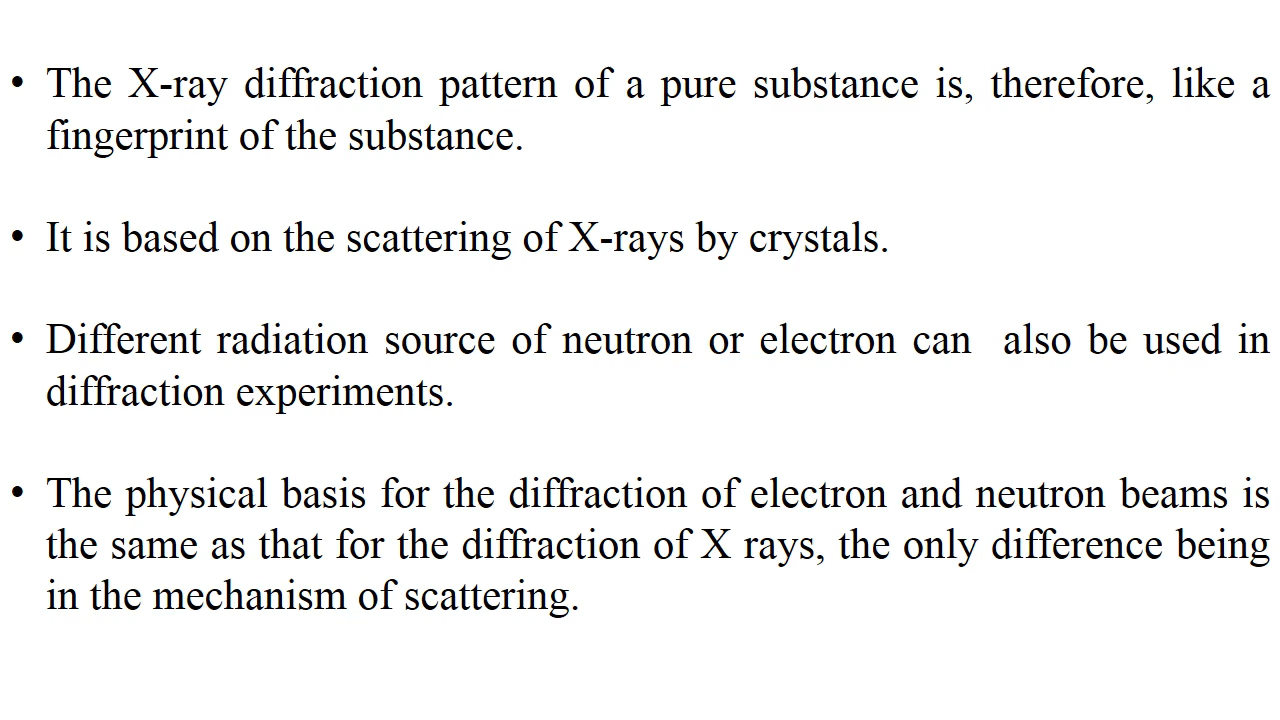 • The X-ray diffraction pattern of a pure substance is, therefore, like a
fingerprint of the substance.
• It is based on the scattering of X-rays by crystals.
• Different radiation source of neutron or electron can  also be used in
diffraction experiments.
• The physical basis for the diffraction of electron and neutron beams is
the same as that for the diffraction of X rays, the only difference being
in the mechanism of scattering.